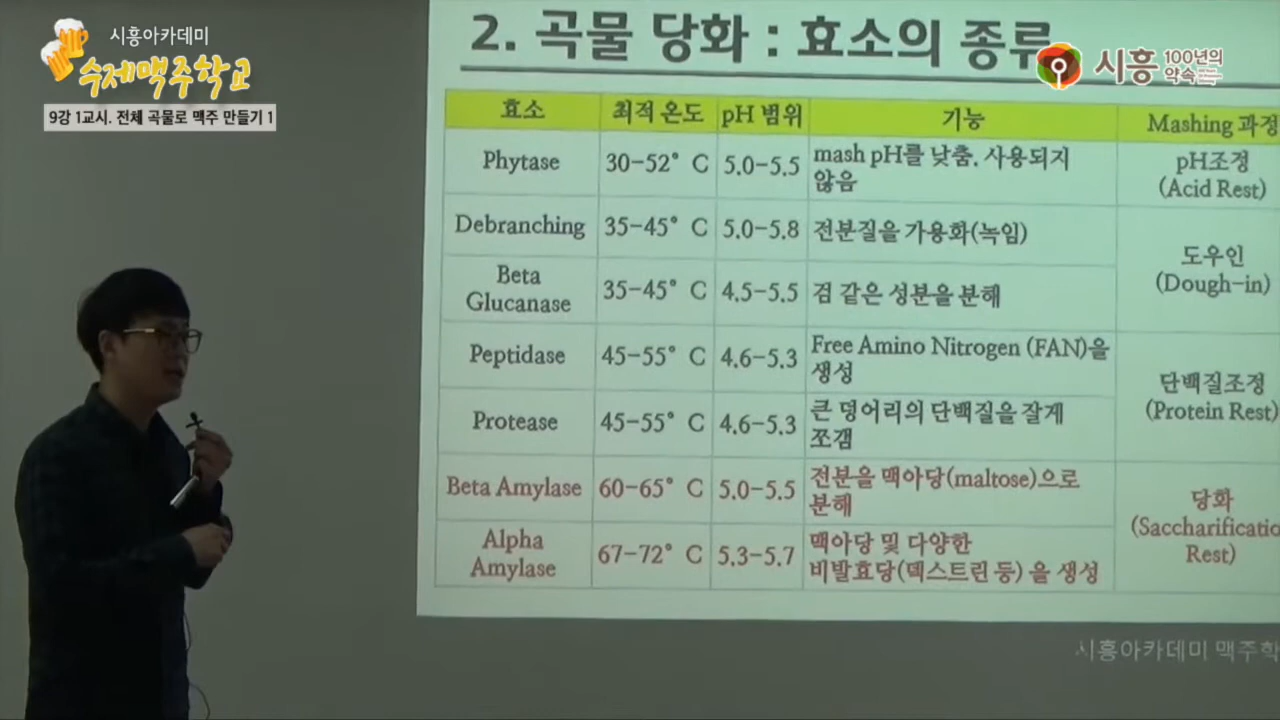 시흥아카데미
수제맥주학교
9강 1교시. 전체 곡물로 맥주 만들기 1
2. 곡물 당화 : 효소의 종류
시흥 100년의
약속
효소 최적 온도 pH 범위 기능 Mashing 과정
Phytase 30-52° C 5.0-5.5 mash pH를 낮춤. 사용되지
않음
pH조정
(Acid Rest)
Debranching 35-45° C 5.0-5.8 전분질을 가용화(녹임)
Beta
Glucanase 35-45° C 4.5-5.5 검 같은 성분을 분해
도우인
(Dough-in)
Peptidase 45-55° C 4.6-5.3 Free Amino Nitrogen (FAN)을
생성
Protease 45-55° C 4.6-5.3 큰 덩어리의 단백질을 잘게
쪼갬
단백질조정
(Protein Rest)
Beta Amylase 60-65° C 5.0-5.5 전분을 맥아당(maltose)으로
분해
Alpha
Amylase 67-72° C 5.3-5.7 맥아당 및 다양한
비발효당(덱스트린 등) 을 생성
당화
(Saccharificatio
Rest)
시흥아카데미 맥주학